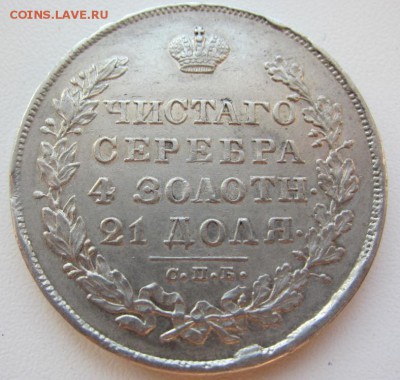 COINS.LAVE.RU
ЧИСТАГО
СЕРЕБРА
4 ЗОЛОТН.
21 ДОЛЯ.
С.П.Б.